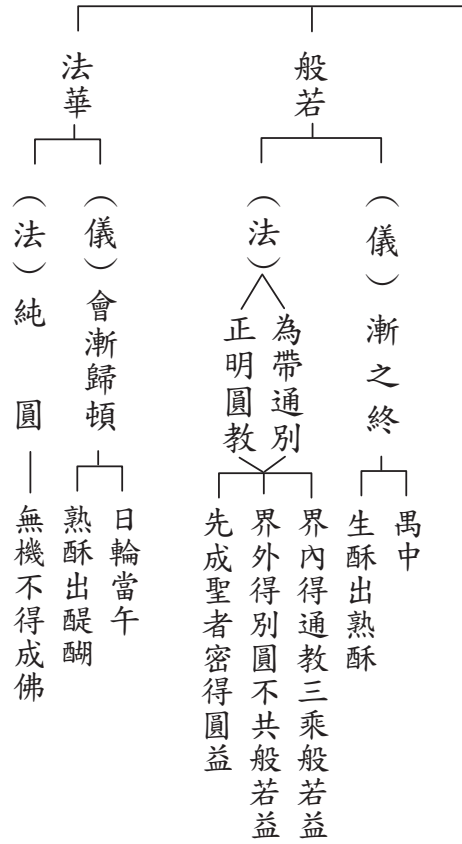 般若
（儀）漸之終
禺中
生酥出熟酥
（法）
為帶通別
正明圓教
界內得通教三乘般若益
界外得別圓不共般若益
先成聖者密得圓益
法華
（儀）會漸歸頓
日輪當午
熟酥出醍醐
（法）純圓
無機不得成佛